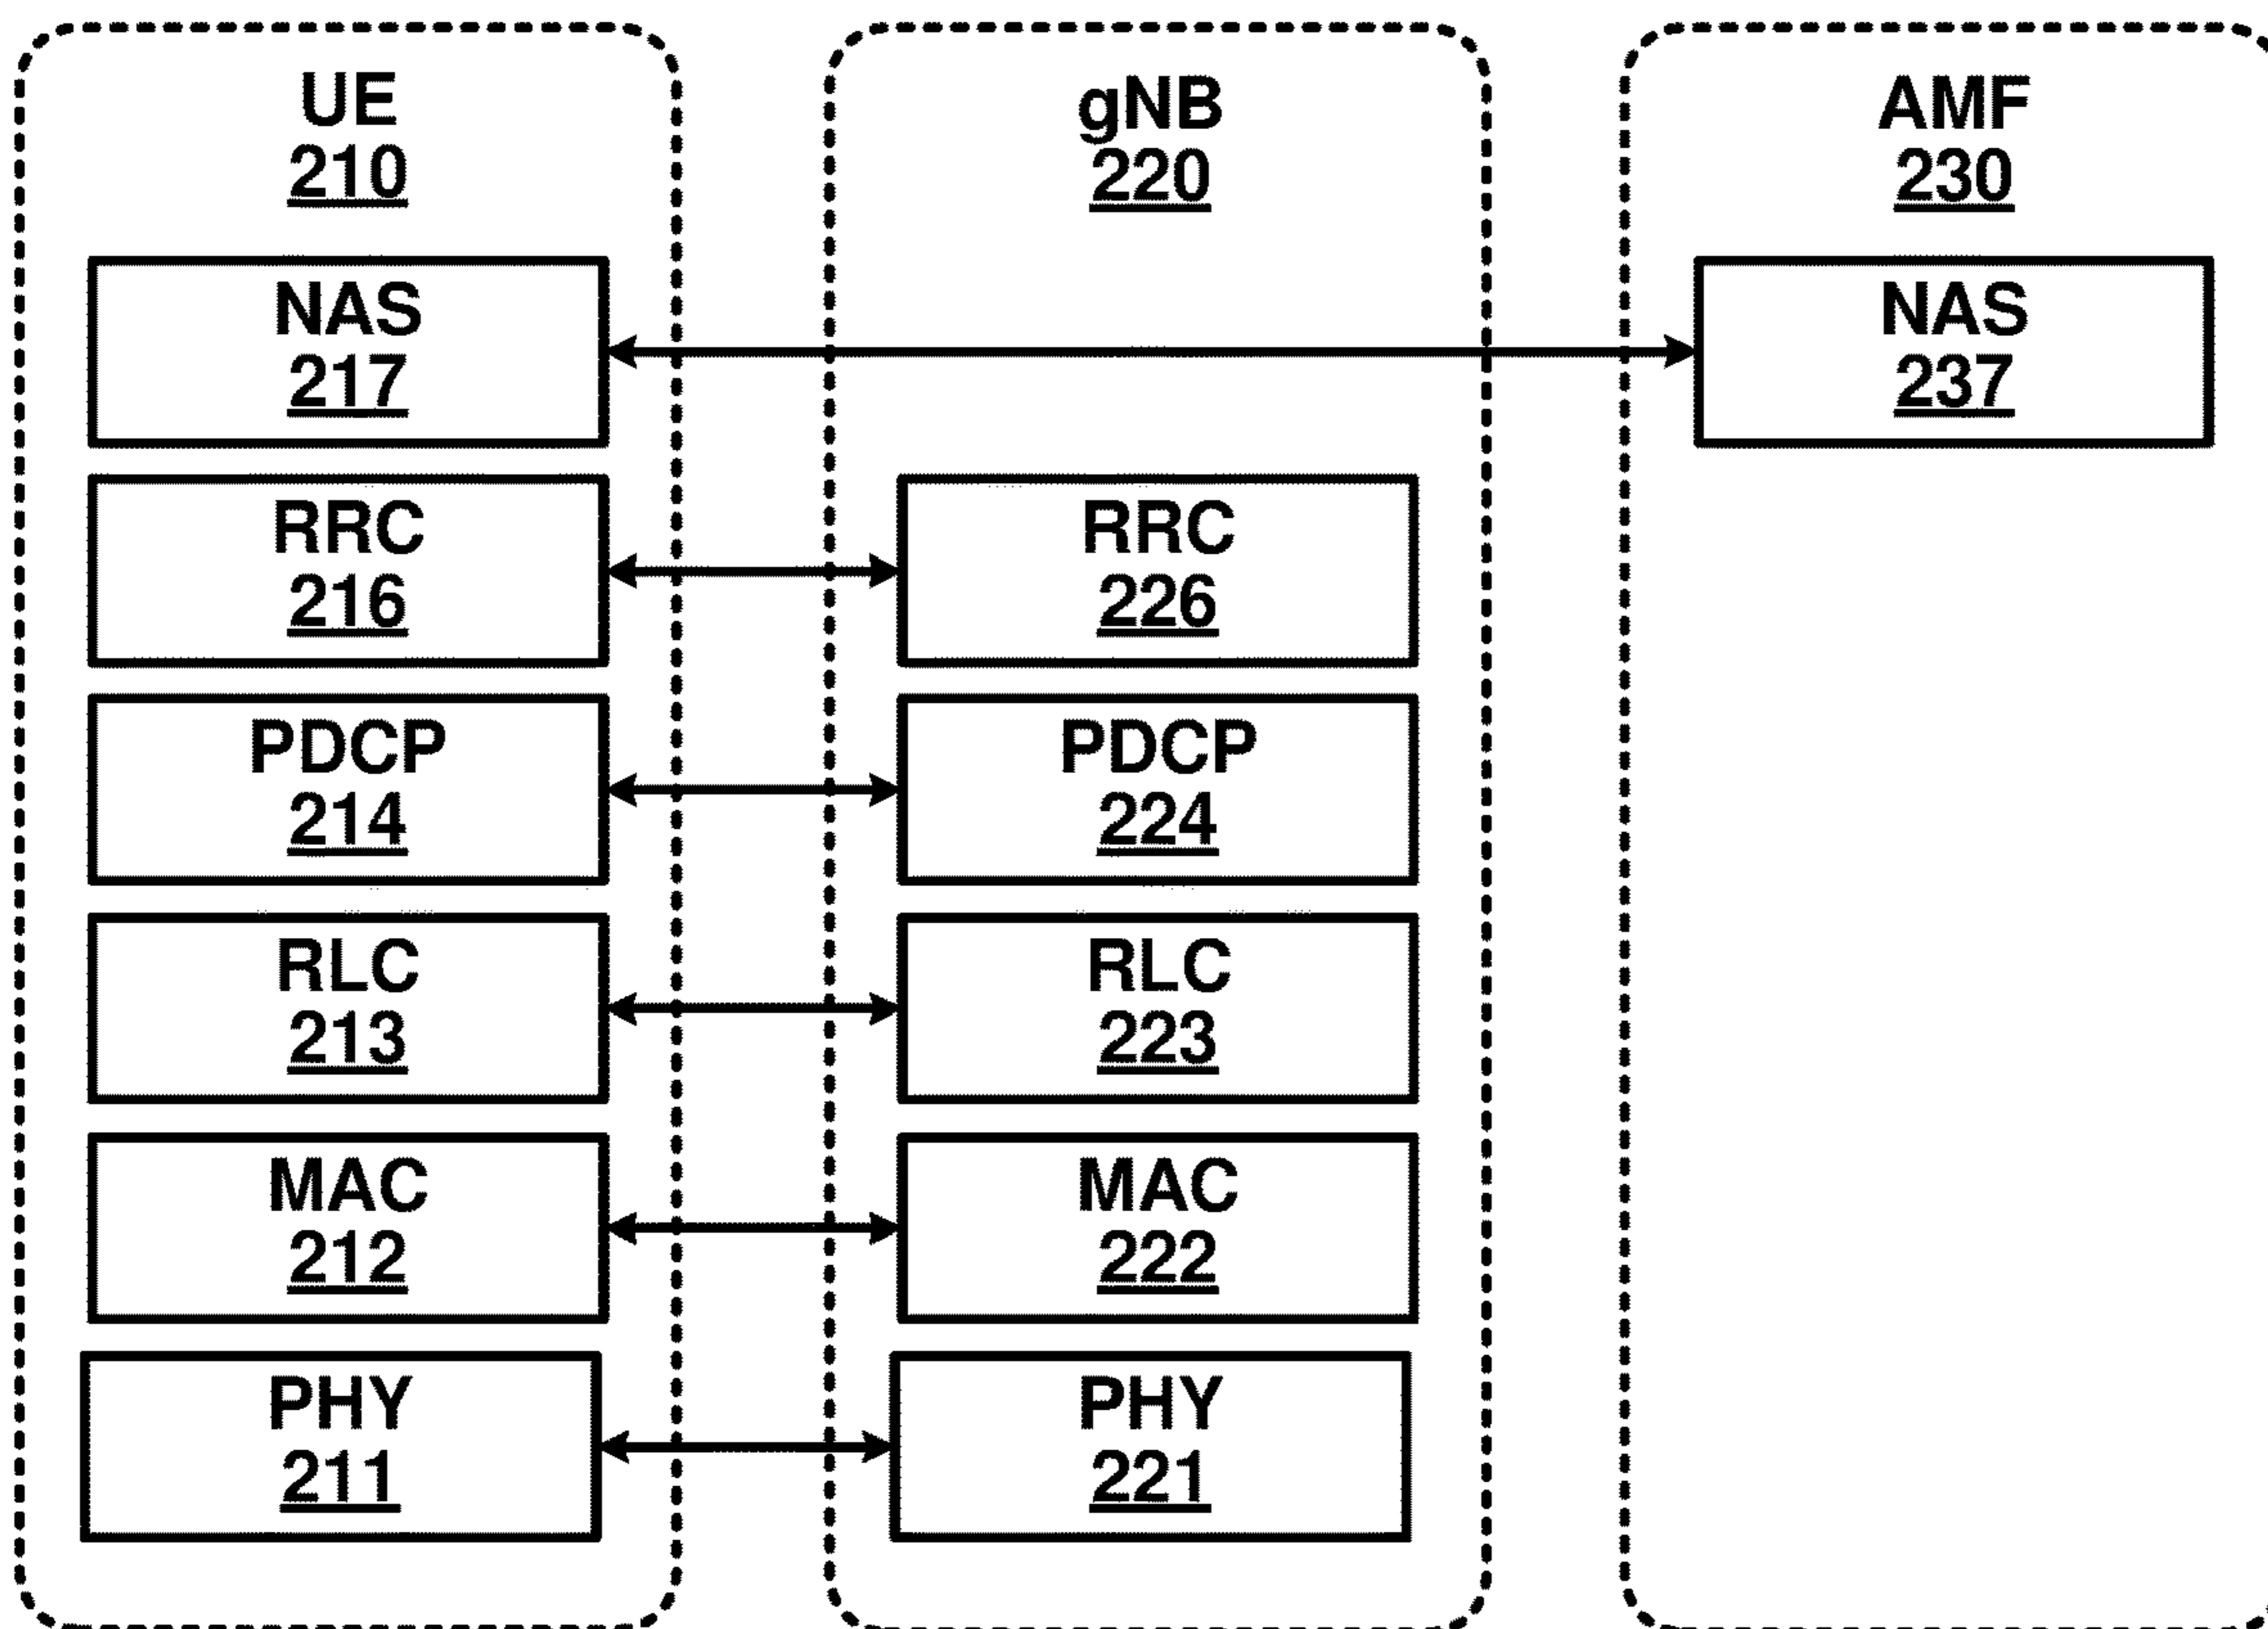 UE
210
gNB
220
AMF
230
NAS
217
NAS
237
RRC
216
RRC
226
PDCP
214
PDCP
224
RLC
213
RLC
223
MAC
212
MAC
222
PHY
211
PHY
221